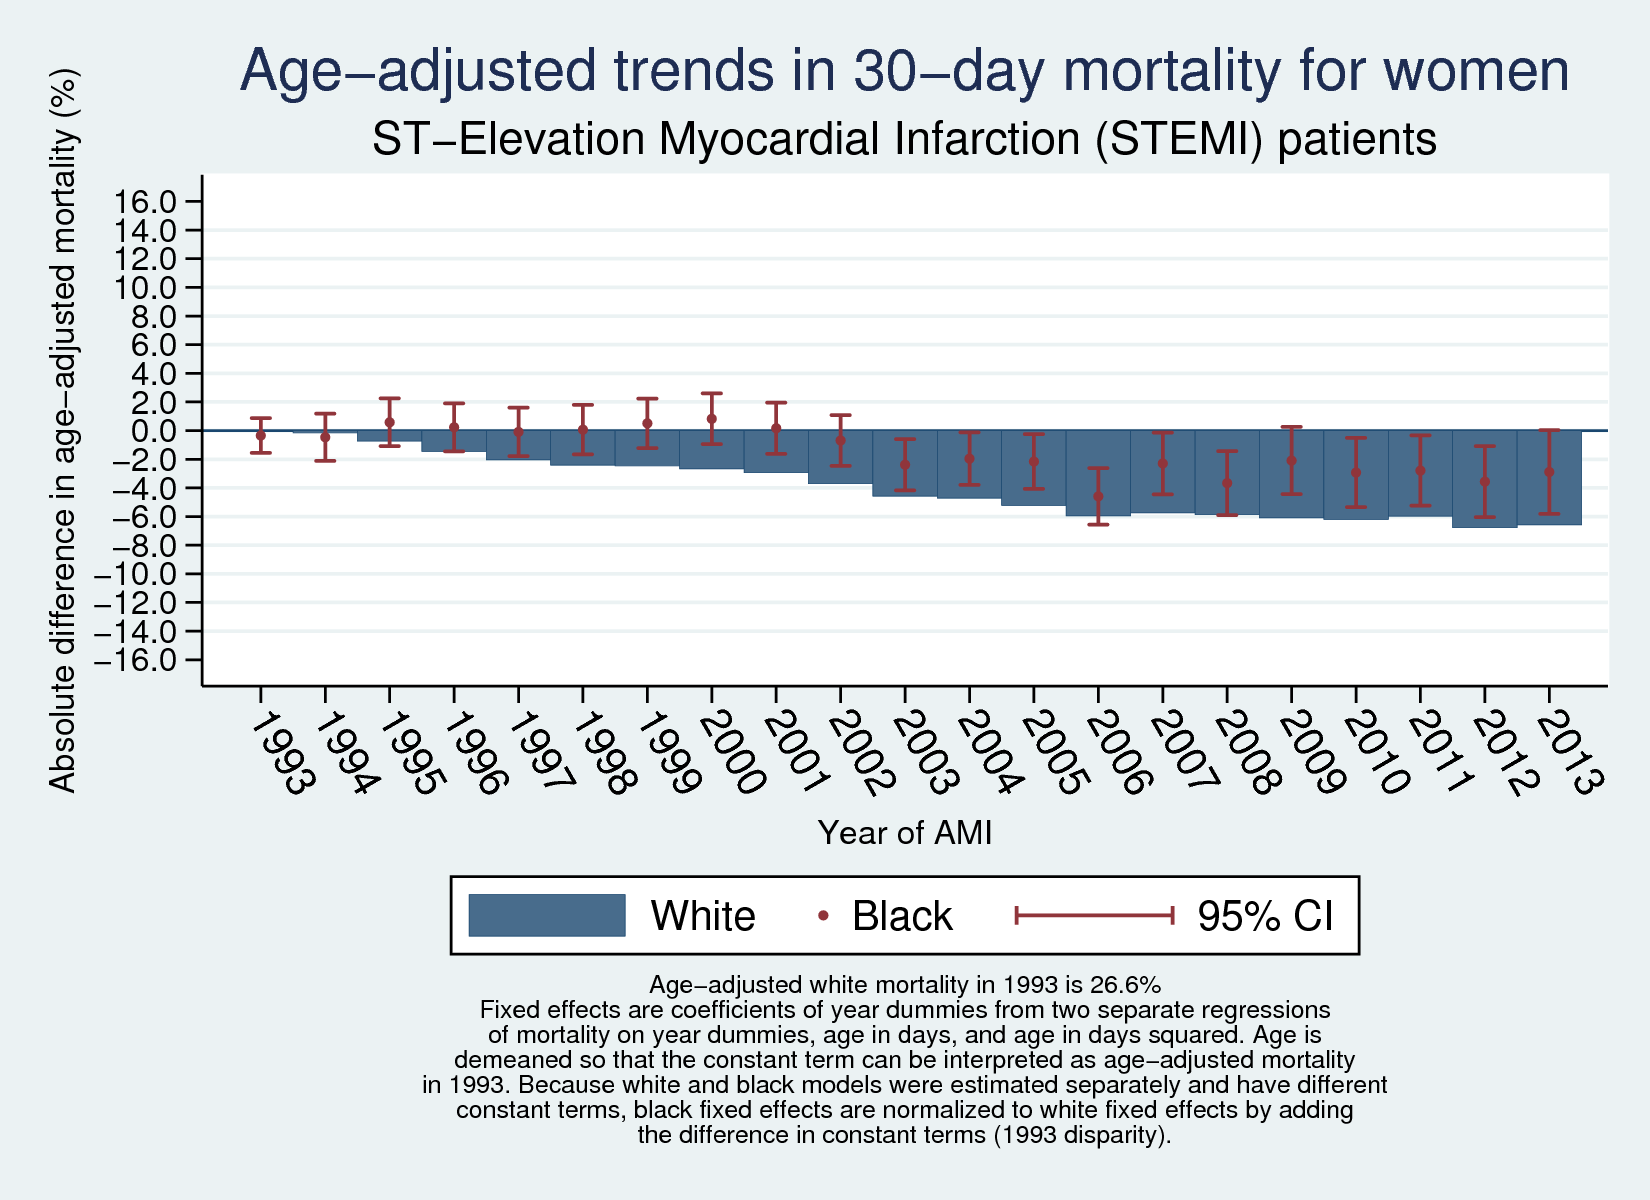 Age−adjusted trends in 30−day mortality for women
ST−Elevation Myocardial Infarction (STEMI) patients
Absolute difference in age−adjusted mortality (%)
16.0
14.0
12.0
10.0
8.0
6.0
4.0
2.0
0.0
−2.0
−4.0
−6.0
−8.0
−10.0
−12.0
−14.0
−16.0
1993 1994 1995 1996 1997 1998 1999 2000 2001 2002 2003 2004 2005 2006 2007 2008 2009 2010 2011 2012 2013
Year of AMI
White Black 95% CI
Age−adjusted white mortality in 1993 is 26.6%
Fixed effects are coefficients of year dummies from two separate regressions
of mortality on year dummies, age in days, and age in days squared. Age is
demeaned so that the constant term can be interpreted as age−adjusted mortality
in 1993. Because white and black models were estimated separately and have different
constant terms, black fixed effects are normalized to white fixed effects by adding
the difference in constant terms (1993 disparity).